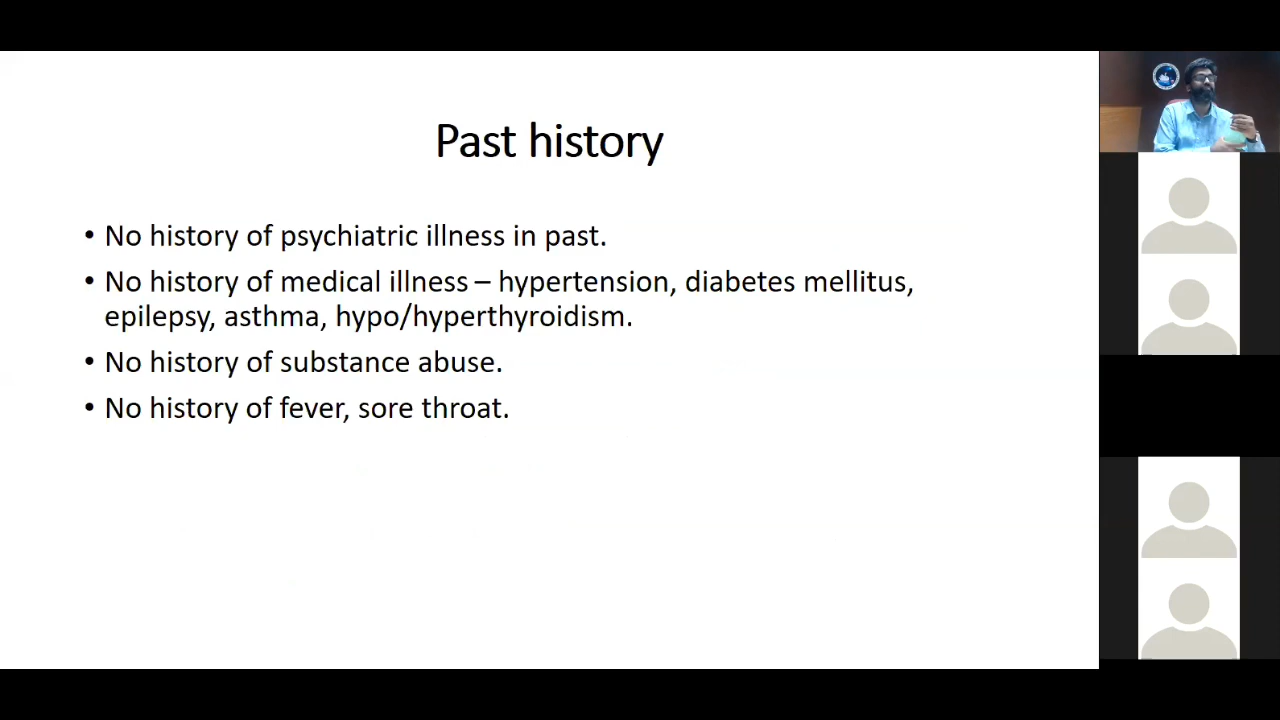 Past history
• No history of psychiatric illness in past.
• No history of medical illness – hypertension, diabetes mellitus,
epilepsy, asthma, hypo/hyperthyroidism.
• No history of substance abuse.
• No history of fever, sore throat.